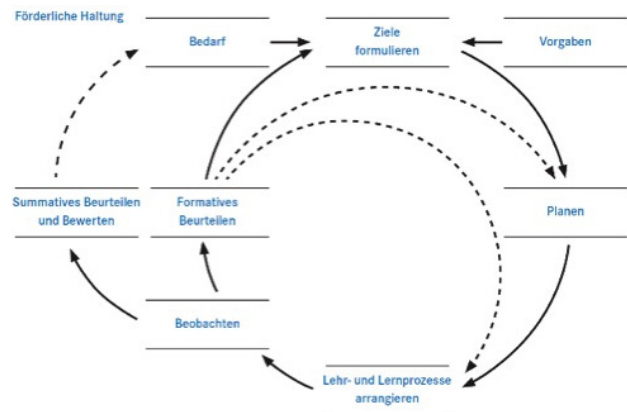 Förderliche Haltung
Bedarf
Ziele
formulieren
Vorgaben
Summatives Beurteilen
und Bewerten
Formatives
Beurteilen
Planen
Beobachten
Lehr- und Lernprozesse
arrangieren